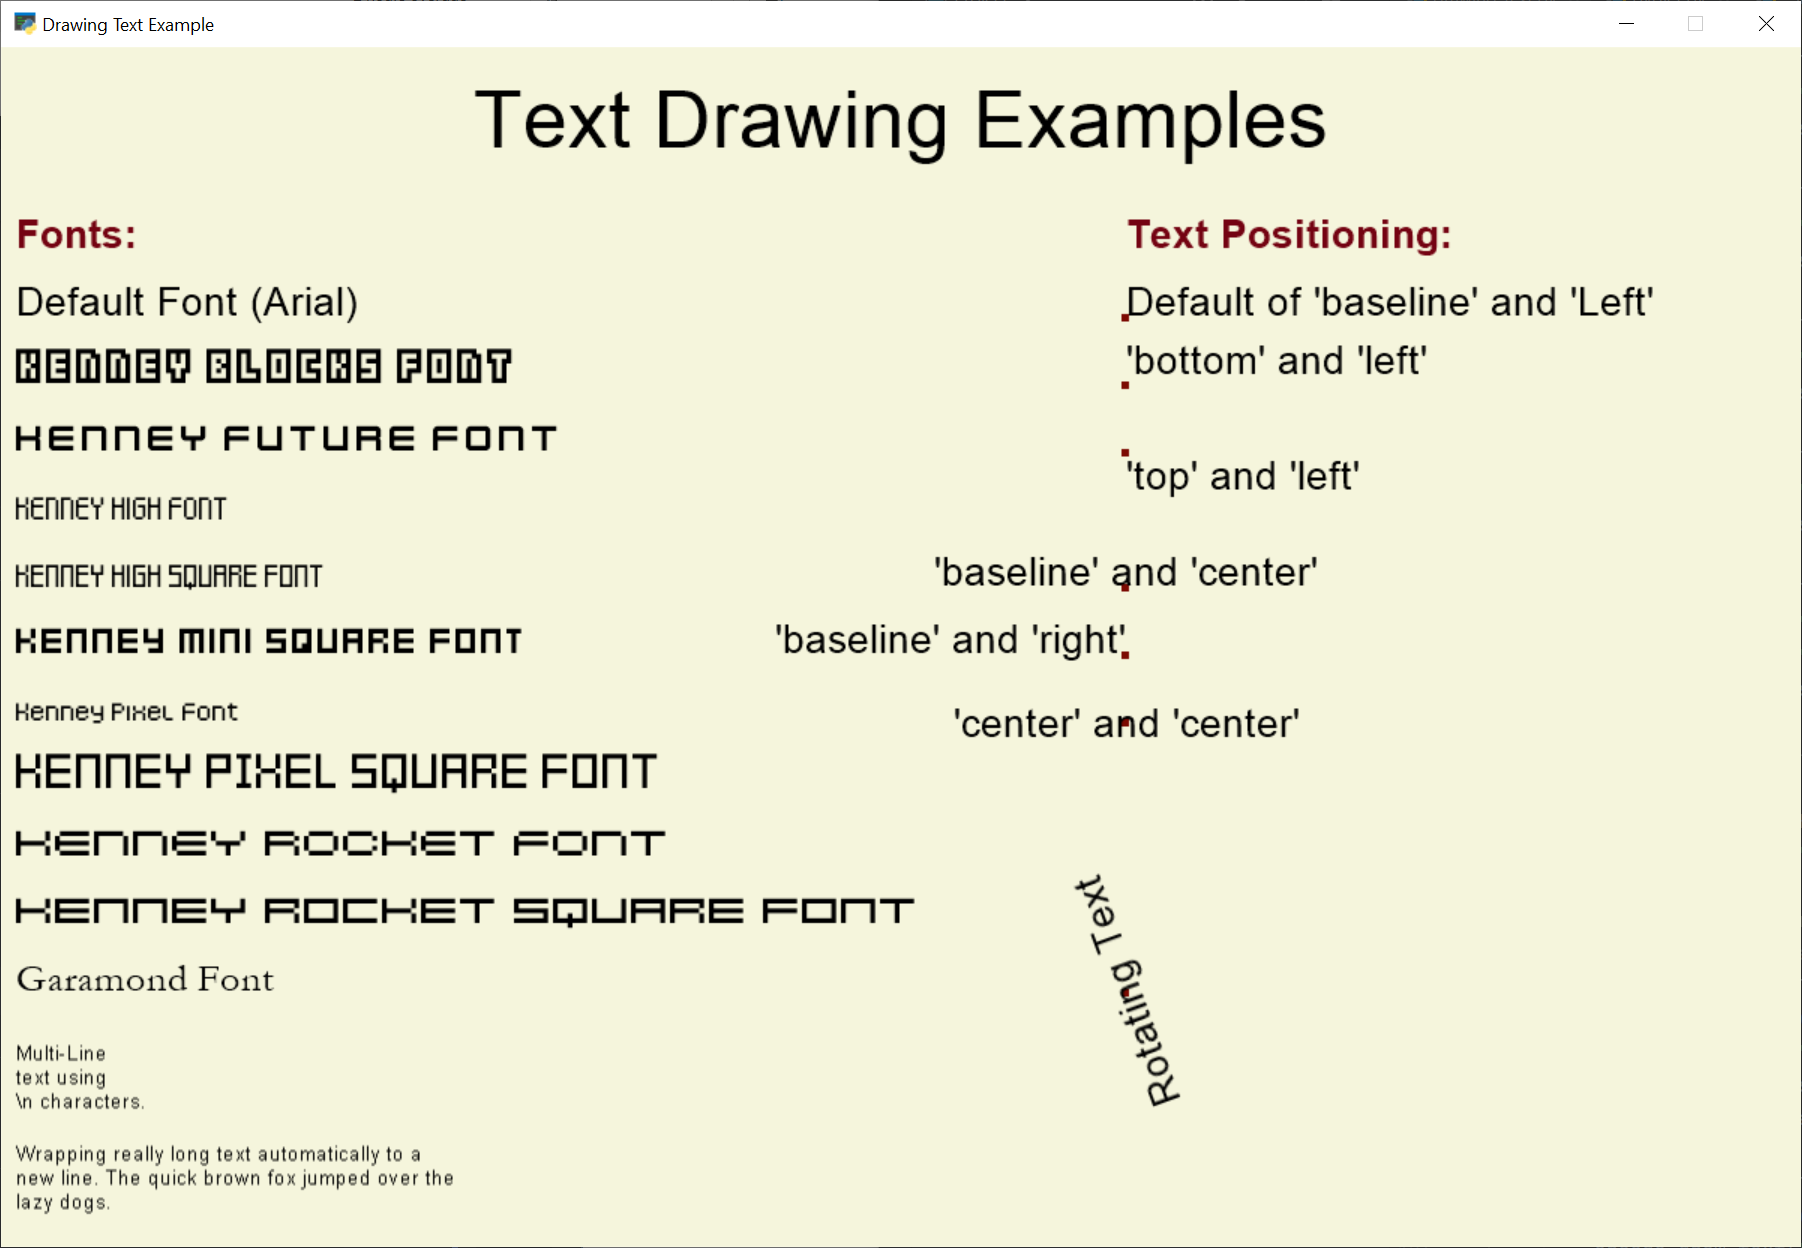 Drawing Text Example
Text Drawing Examples
Fonts:
Default Font (Arial)
KENNEY BLOCKS FONT
KENNEY FUTURE FONT
KENNEY HIGH FONT
KENNEY HIGH SQUARE FONT
KENNEY MINI SQUARE FONT
Kenney Pixel Font
KENNEY PIXEL SQUARE FONT
KENNEY ROCKET FONT
KENNEY ROCKET SQUARE FONT
Garamond Font
Multi-Line
text using
\n characters.
Wrapping really long text automatically to a
new line. The quick brown fox jumped over the
lazy dogs.
Text Positioning:
Default of 'baseline' and 'Left'
'bottom' and 'left'
'top' and 'left'
'baseline' and 'center'
'baseline' and 'right'
'center' and 'center'
Rotating Text